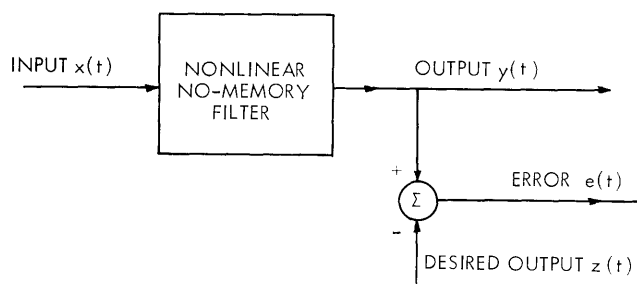 INPUT x(t)
NONLINEAR
NO-MEMORY
FILTER
OUTPUT y(t)
+
Σ
ERROR e(t)
-
DESIRED OUTPUT z(t)